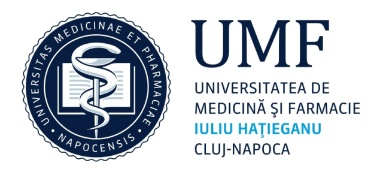 UNIVERSITAS MEDICINAE ET PHARMACIAE
· NAPOCENSIS ·
UMF
UNIVERSITATEA DE
MEDICINĂ ŞI FARMACIE
IULIU HAŢIEGANU
CLUJ-NAPOCA